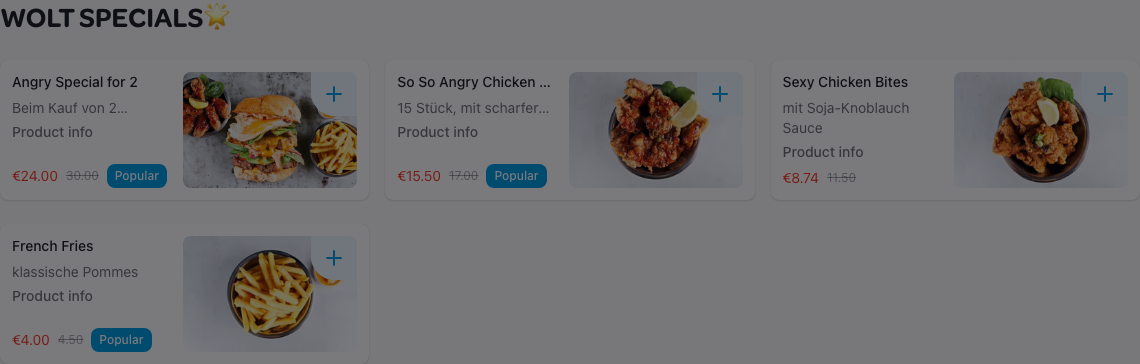 WOLT SPECIALS🌟
Angry Special for 2
Beim Kauf von 2...
Product info
€24.00 30.00 Popular
So So Angry Chicken ...
15 Stück, mit scharfer...
Product info
€15.50 17.00 Popular
Sexy Chicken Bites
mit Soja-Knoblauch
Sauce
Product info
€8.74 11.50
French Fries
klassische Pommes
Product info
€4.00 4.50 Popular